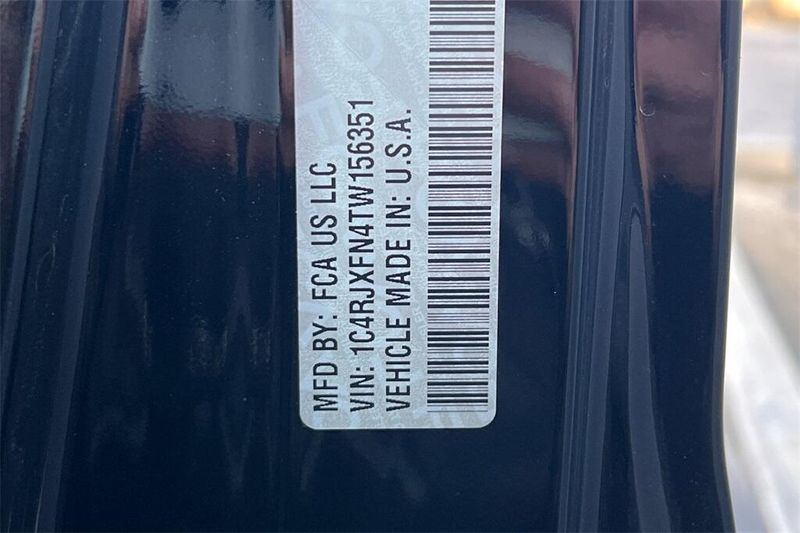 MFD BY: FCA US LLC
VIN: 1C4RJXFN4TW156351
VEHICLE MADE IN: U.S.A.